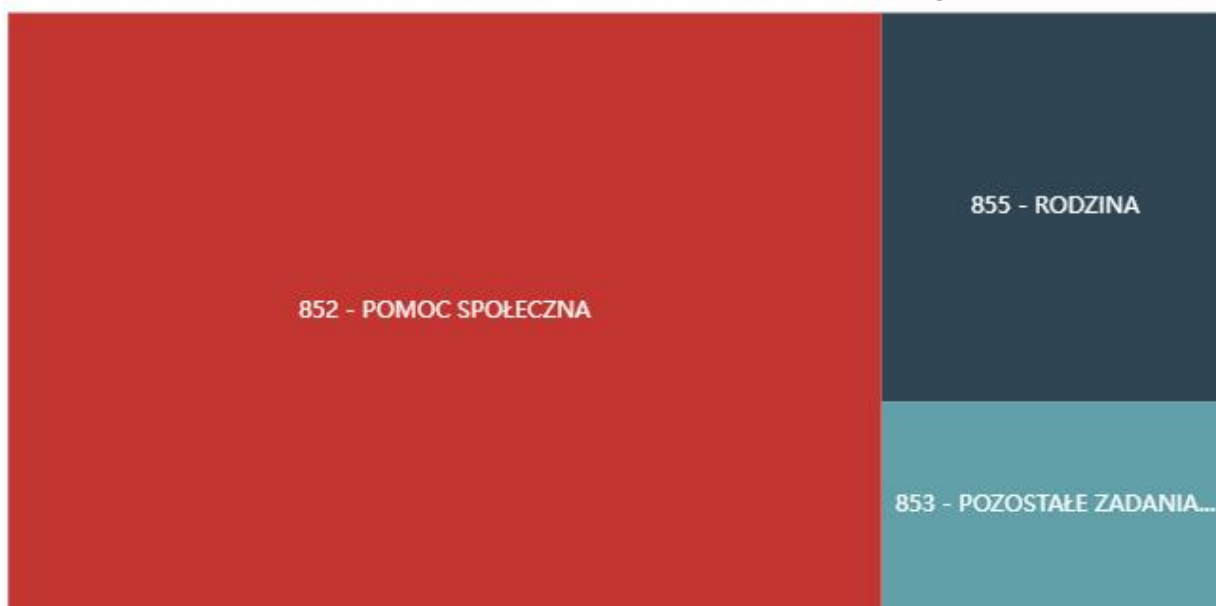 855 - RODZINA
852 - POMOC SPOŁECZNA
853 - POZOSTAŁE ZADANIA...